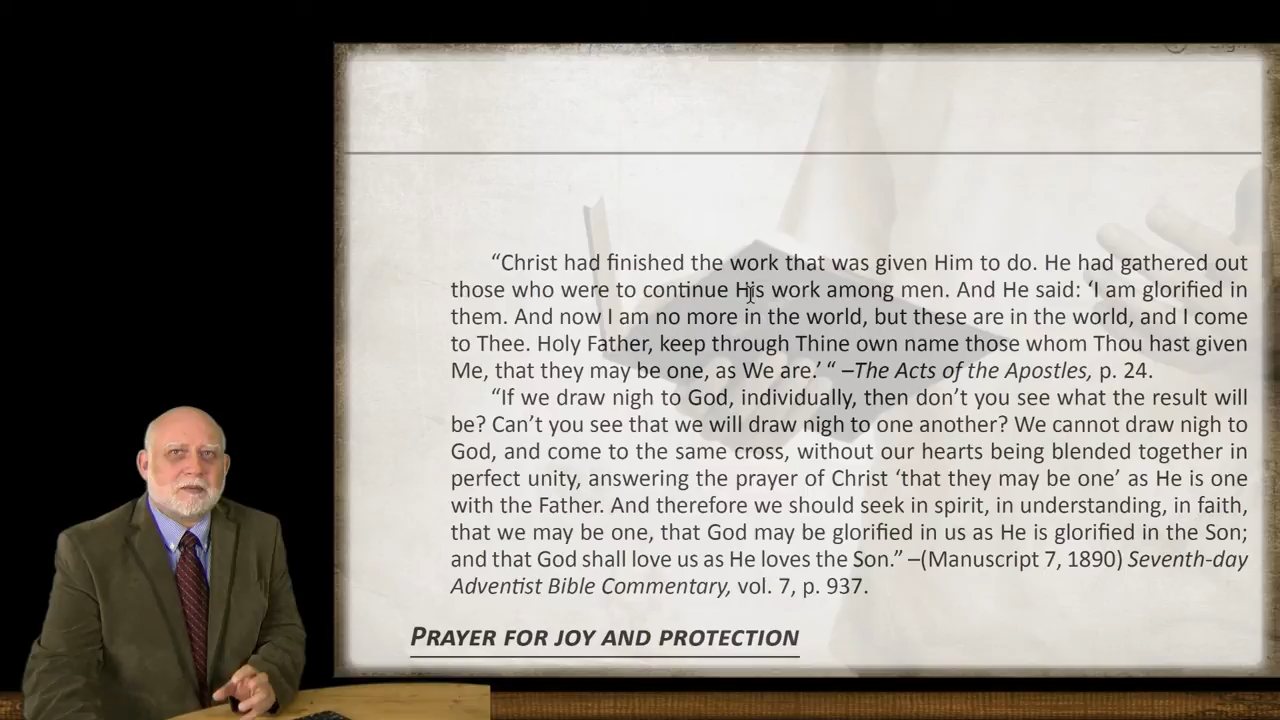 “Christ had finished the work that was given Him to do. He had gathered out
those who were to continue His work among men. And He said: ‘I am glorified in
them. And now I am no more in the world, but these are in the world, and I come
to Thee. Holy Father, keep through Thine own name those whom Thou hast given
Me, that they may be one, as We are.’ “ –The Acts of the Apostles, p. 24.
“If we draw nigh to God, individually, then don’t you see what the result will
be? Can’t you see that we will draw nigh to one another? We cannot draw nigh to
God, and come to the same cross, without our hearts being blended together in
perfect unity, answering the prayer of Christ ‘that they may be one’ as He is one
with the Father. And therefore we should seek in spirit, in understanding, in faith,
that we may be one, that God may be glorified in us as He is glorified in the Son;
and that God shall love us as He loves the Son.” –(Manuscript 7, 1890) Seventh-day
Adventist Bible Commentary, vol. 7, p. 937.
PRAYER FOR JOY AND PROTECTION